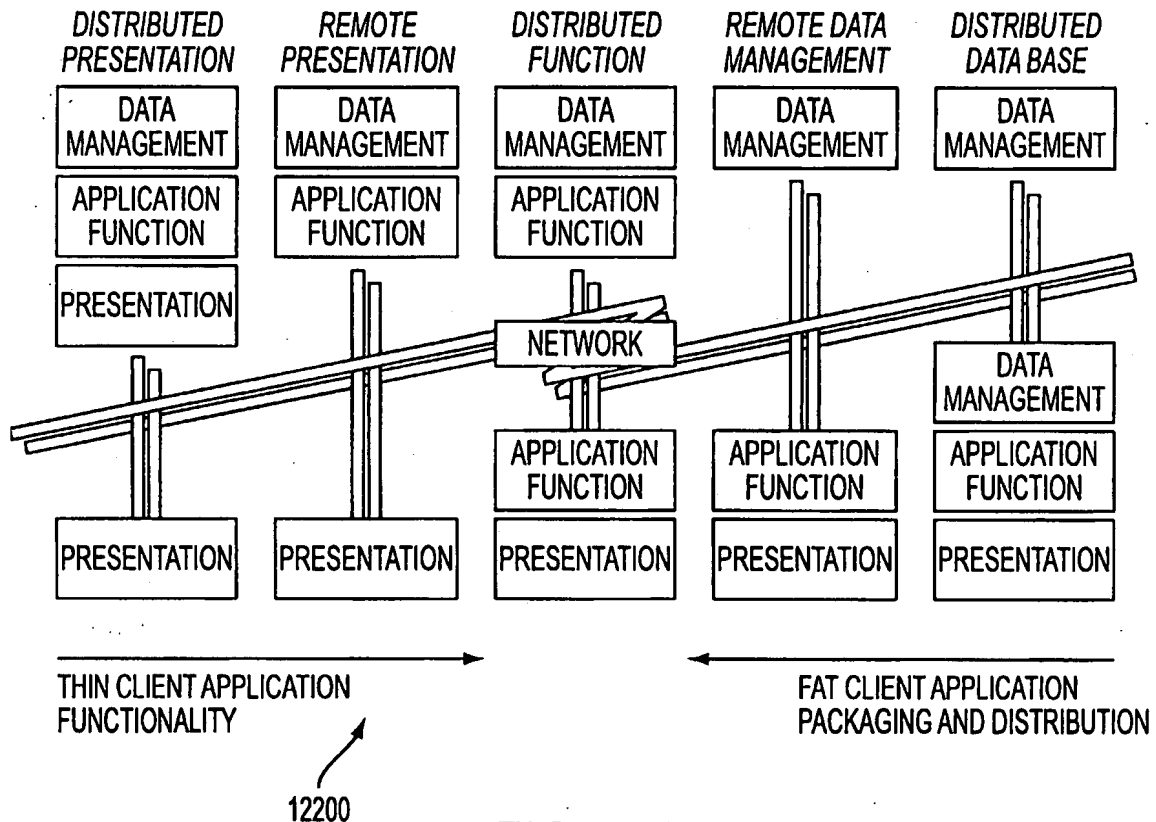 DISTRIBUTED
PRESENTATION
REMOTE
PRESENTATION
DISTRIBUTED
FUNCTION
REMOTE DATA
MANAGEMENT
DISTRIBUTED
DATA BASE
DATA
MANAGEMENT
DATA
MANAGEMENT
DATA
MANAGEMENT
DATA
MANAGEMENT
DATA
MANAGEMENT
APPLICATION
FUNCTION
APPLICATION
FUNCTION
APPLICATION
FUNCTION
PRESENTATION
NETWORK
DATA
MANAGEMENT
APPLICATION
FUNCTION
APPLICATION
FUNCTION
APPLICATION
FUNCTION
PRESENTATION
PRESENTATION
PRESENTATION
PRESENTATION
PRESENTATION
THIN CLIENT APPLICATION
FUNCTIONALITY
FAT CLIENT APPLICATION
PACKAGING AND DISTRIBUTION
12200